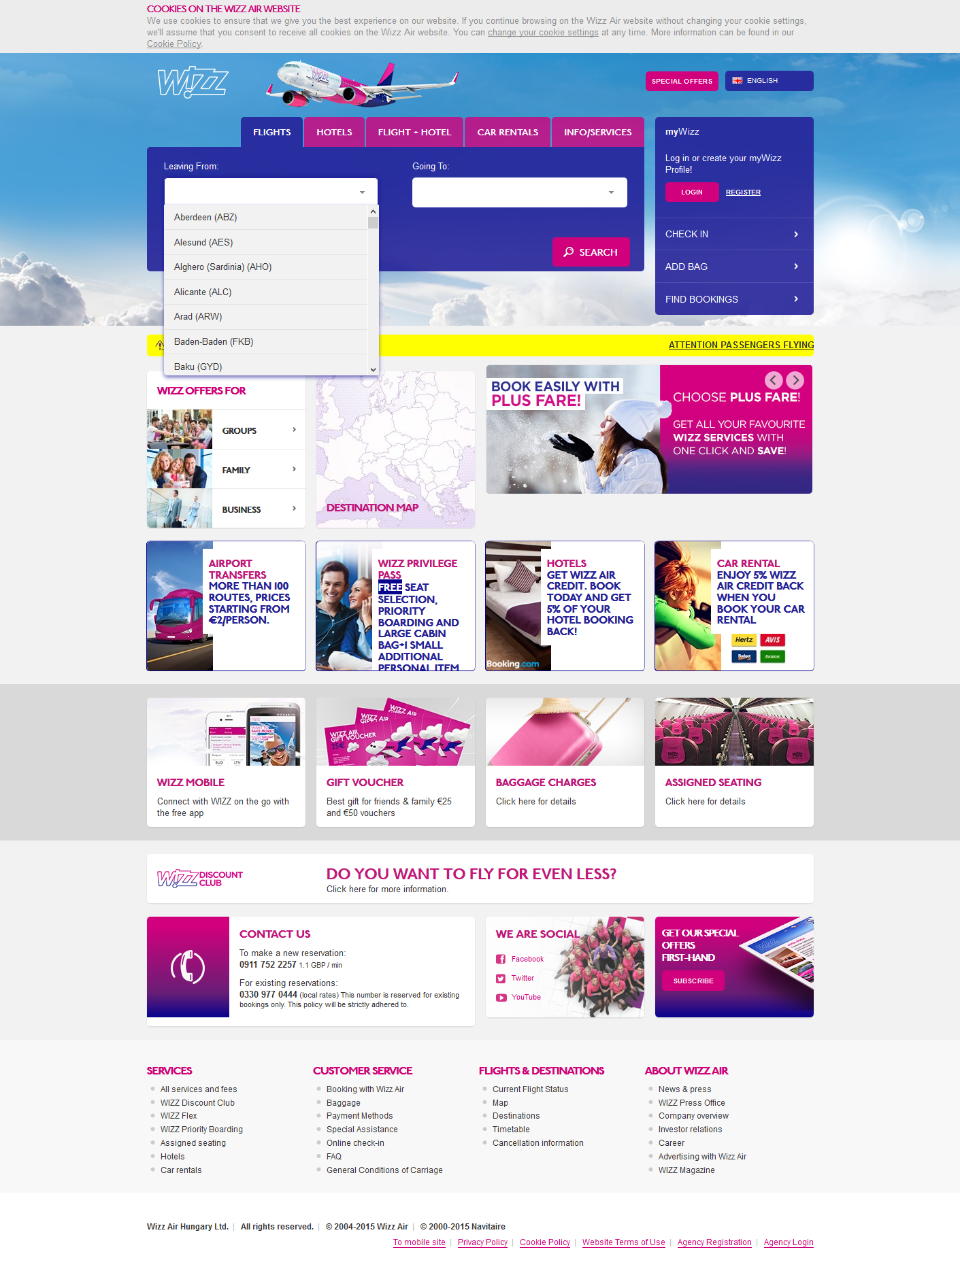 COOKIES ON THE WIZZ AIR WEBSITE
We use cookies to ensure that we give you the best experience on our website. If you continue browsing on the Wizz Air website without changing your cookie settings,
we'll assume that you consent to receive all cookies on the Wizz Air website. You can change your cookie settings at any time. More information can be found in our
Cookie Policy.
WIZZ
SPECIAL OFFERS
ENGLISH
FLIGHTS
HOTELS
FLIGHT + HOTEL
CAR RENTALS
INFO/SERVICES
Leaving From:
Going To:
Aberdeen (ABZ)
Alesund (AES)
Alghero (Sardinia) (AHO)
Alicante (ALC)
Arad (ARW)
Baden-Baden (FKB)
Baku (GYD)
SEARCH
myWizz
Log in or create your myWizz
Profile!
LOGIN
REGISTER
CHECK IN
ADD BAG
FIND BOOKINGS
ATTENTION PASSENGERS FLYING
WIZZ OFFERS FOR
GROUPS
FAMILY
BUSINESS
DESTINATION MAP
BOOK EASILY WITH
PLUS FARE!
CHOOSE PLUS FARE!
GET ALL YOUR FAVOURITE
WIZZ SERVICES WITH
ONE CLICK AND SAVE!
AIRPORT
TRANSFERS
MORE THAN 100
ROUTES, PRICES
STARTING FROM
€2/PERSON.
WIZZ PRIVILEGE
PASS
FREE SEAT
SELECTION,
PRIORITY
BOARDING AND
LARGE CABIN
BAG+1 SMALL
ADDITIONAL
PERSONAL ITEM
HOTELS
GET WIZZ AIR
CREDIT. BOOK
TODAY AND GET
5% OF YOUR
HOTEL BOOKING
BACK!
Booking.com
CAR RENTAL
ENJOY 5% WIZZ
AIR CREDIT BACK
WHEN YOU
BOOK YOUR CAR
RENTAL
Hertz
AVIS
WIZZ MOBILE
Connect with WIZZ on the go with
the free app
WIZZ AIR
GIFT VOUCHER
GIFT VOUCHER
Best gift for friends & family €25
and €50 vouchers
BAGGAGE CHARGES
Click here for details
ASSIGNED SEATING
Click here for details
WIZZ DISCOUNT
CLUB
DO YOU WANT TO FLY FOR EVEN LESS?
Click here for more information.
CONTACT US
To make a new reservation:
0911 752 2257 1.1 GBP / min
For existing reservations:
0330 977 0444 (local rates) This number is reserved for existing
bookings only. This policy will be strictly adhered to.
WE ARE SOCIAL
Facebook
Twitter
YouTube
GET OUR SPECIAL
OFFERS
FIRST-HAND
SUBSCRIBE
SERVICES
All services and fees
WIZZ Discount Club
WIZZ Flex
WIZZ Priority Boarding
Assigned seating
Hotels
Car rentals
CUSTOMER SERVICE
Booking with Wizz Air
Baggage
Payment Methods
Special Assistance
Online check-in
FAQ
General Conditions of Carriage
FLIGHTS & DESTINATIONS
Current Flight Status
Map
Destinations
Timetable
Cancellation information
ABOUT WIZZ AIR
News & press
WIZZ Press Office
Company overview
Investor relations
Career
Advertising with Wizz Air
WIZZ Magazine
Wizz Air Hungary Ltd. | All rights reserved. | © 2004-2015 Wizz Air | © 2000-2015 Navitaire
To mobile site | Privacy Policy | Cookie Policy | Website Terms of Use | Agency Registration | Agency Login